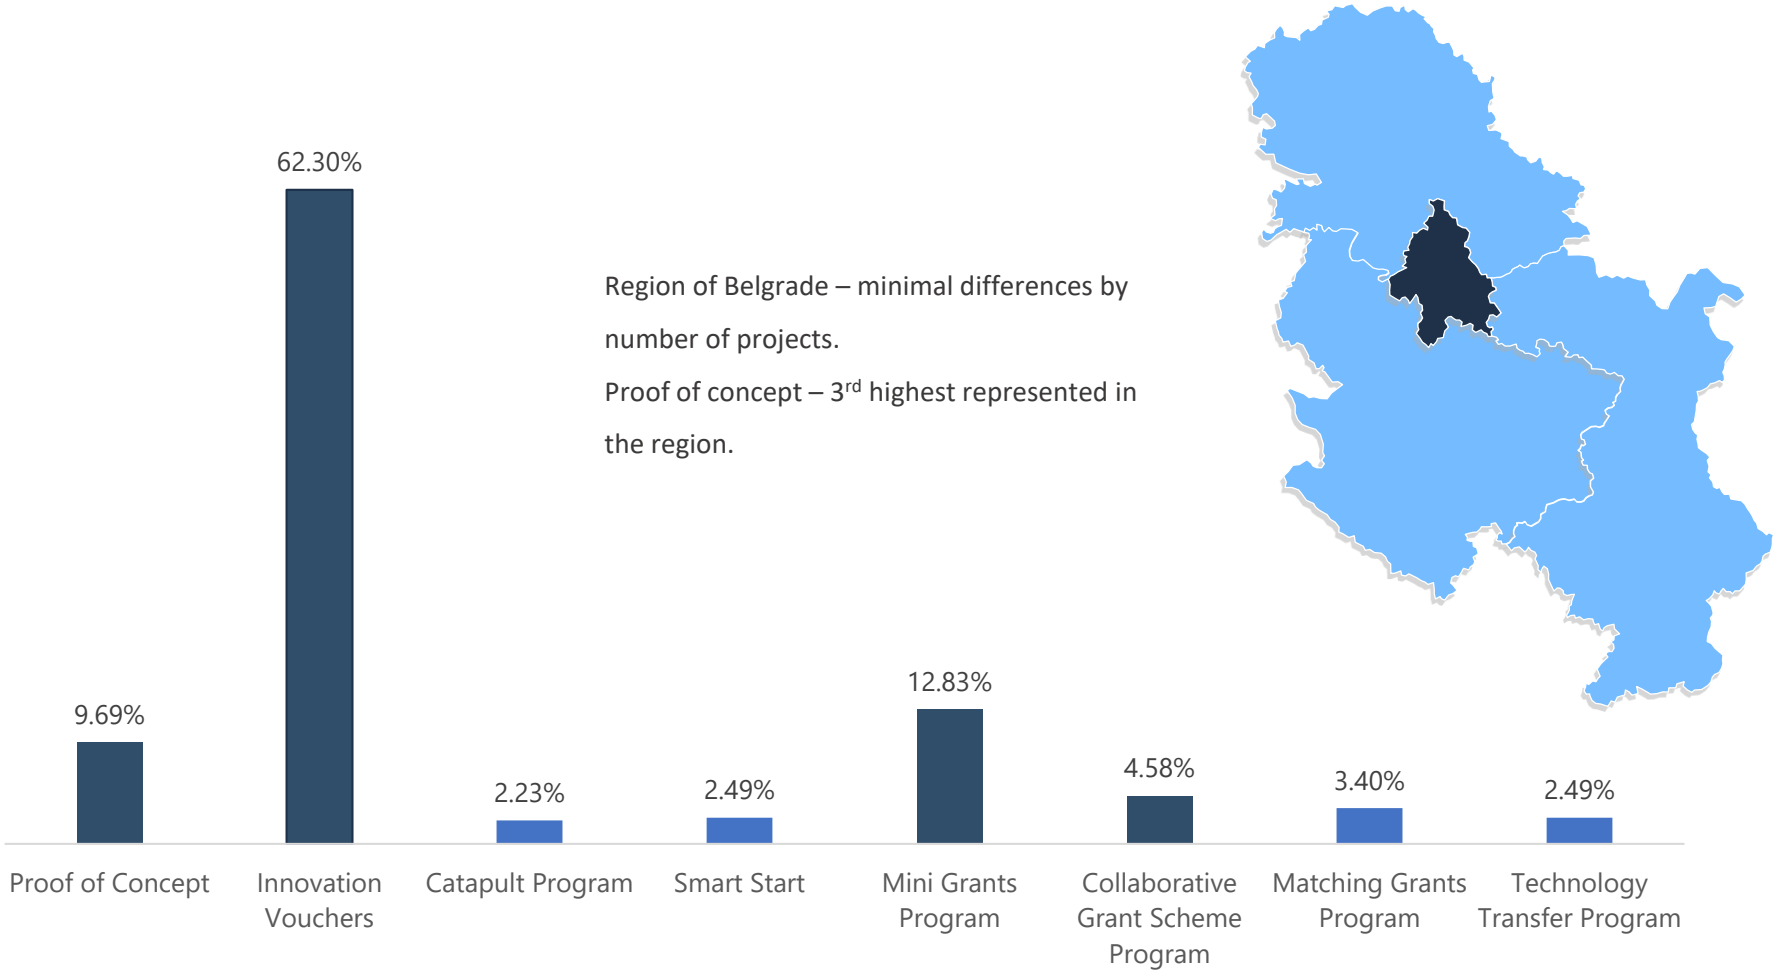 62.30%
Region of Belgrade – minimal differences by
number of projects.
Proof of concept – 3rd highest represented in
the region.
9.69%
2.23%
2.49%
12.83%
4.58%
3.40%
2.49%
Proof of Concept
Innovation
Vouchers
Catapult Program
Smart Start
Mini Grants
Program
Collaborative
Grant Scheme
Program
Matching Grants
Program
Technology
Transfer Program